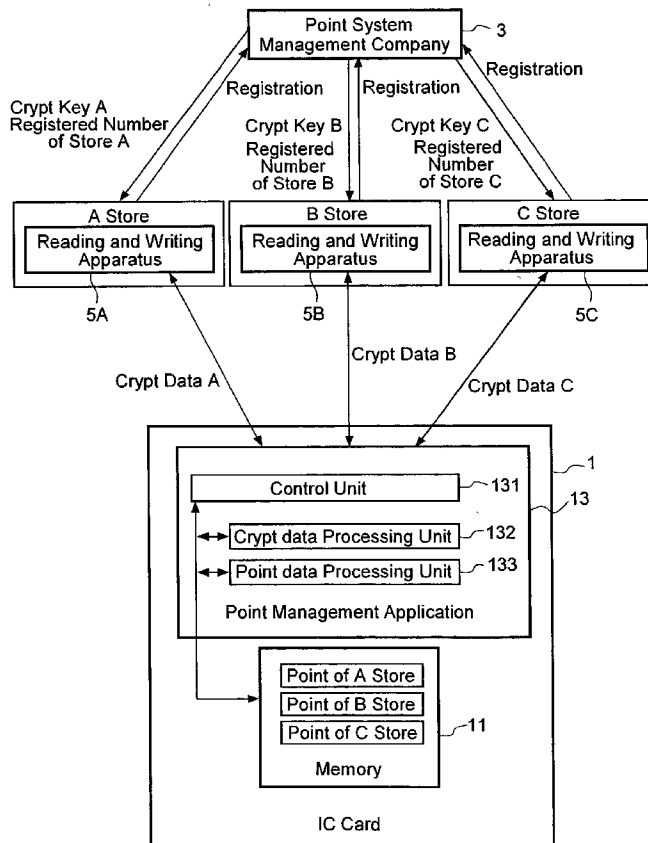 Point System
Management Company
3
Registration
Registration
Registration
Crypt Key A
Registered Number
of Store A
Crypt Key B
Registered
Number
of Store B
Crypt Key C
Registered
Number
of Store C
A Store
Reading and Writing
Apparatus
B Store
Reading and Writing
Apparatus
C Store
Reading and Writing
Apparatus
5A
5B
5C
Crypt Data A
Crypt Data B
Crypt Data C
1
13
Control Unit
131
Crypt data Processing Unit
132
Point data Processing Unit
133
Point Management Application
Point of A Store
Point of B Store
Point of C Store
11
Memory
IC Card